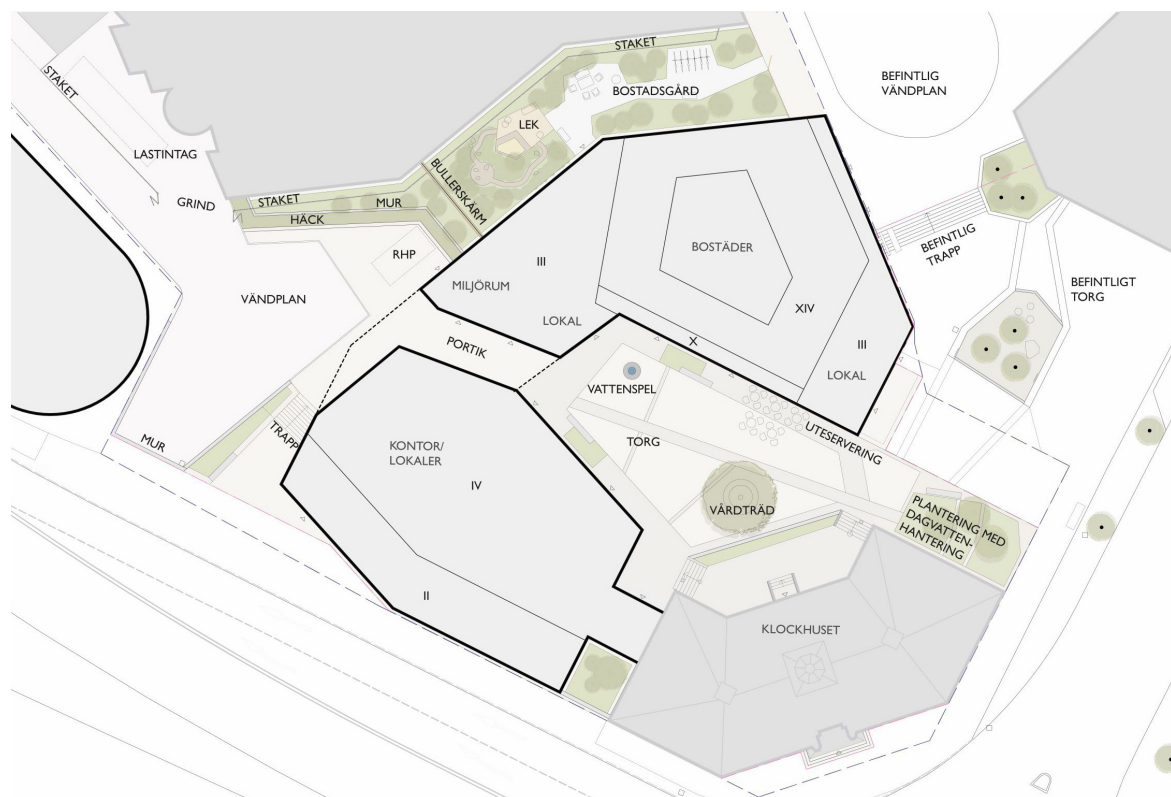 STAKET
BOSTADSGÅRD
BEFINTLIG
VÄNDPLAN
STAKET
LASTINTAG
LEK
GRIND
STAKET
MUR
HÄCK
BULLERSKÄRM
RHP
BEFINTLIG
TRAPP
BEFINTLIGT
TORG
BOSTÄDER
III
MILJÖRUM
VÄNDPLAN
LOKAL
XIV
PORTIK
X
III
LOKAL
VATTENSPEL
UTESERVERING
TORG
TRAPP
MUR
KONTOR/
LOKALER
IV
VÅRDTRÄD
PLANTERING MED
DAGVATTEN-
HANTERING
II
KLOCKHUSET